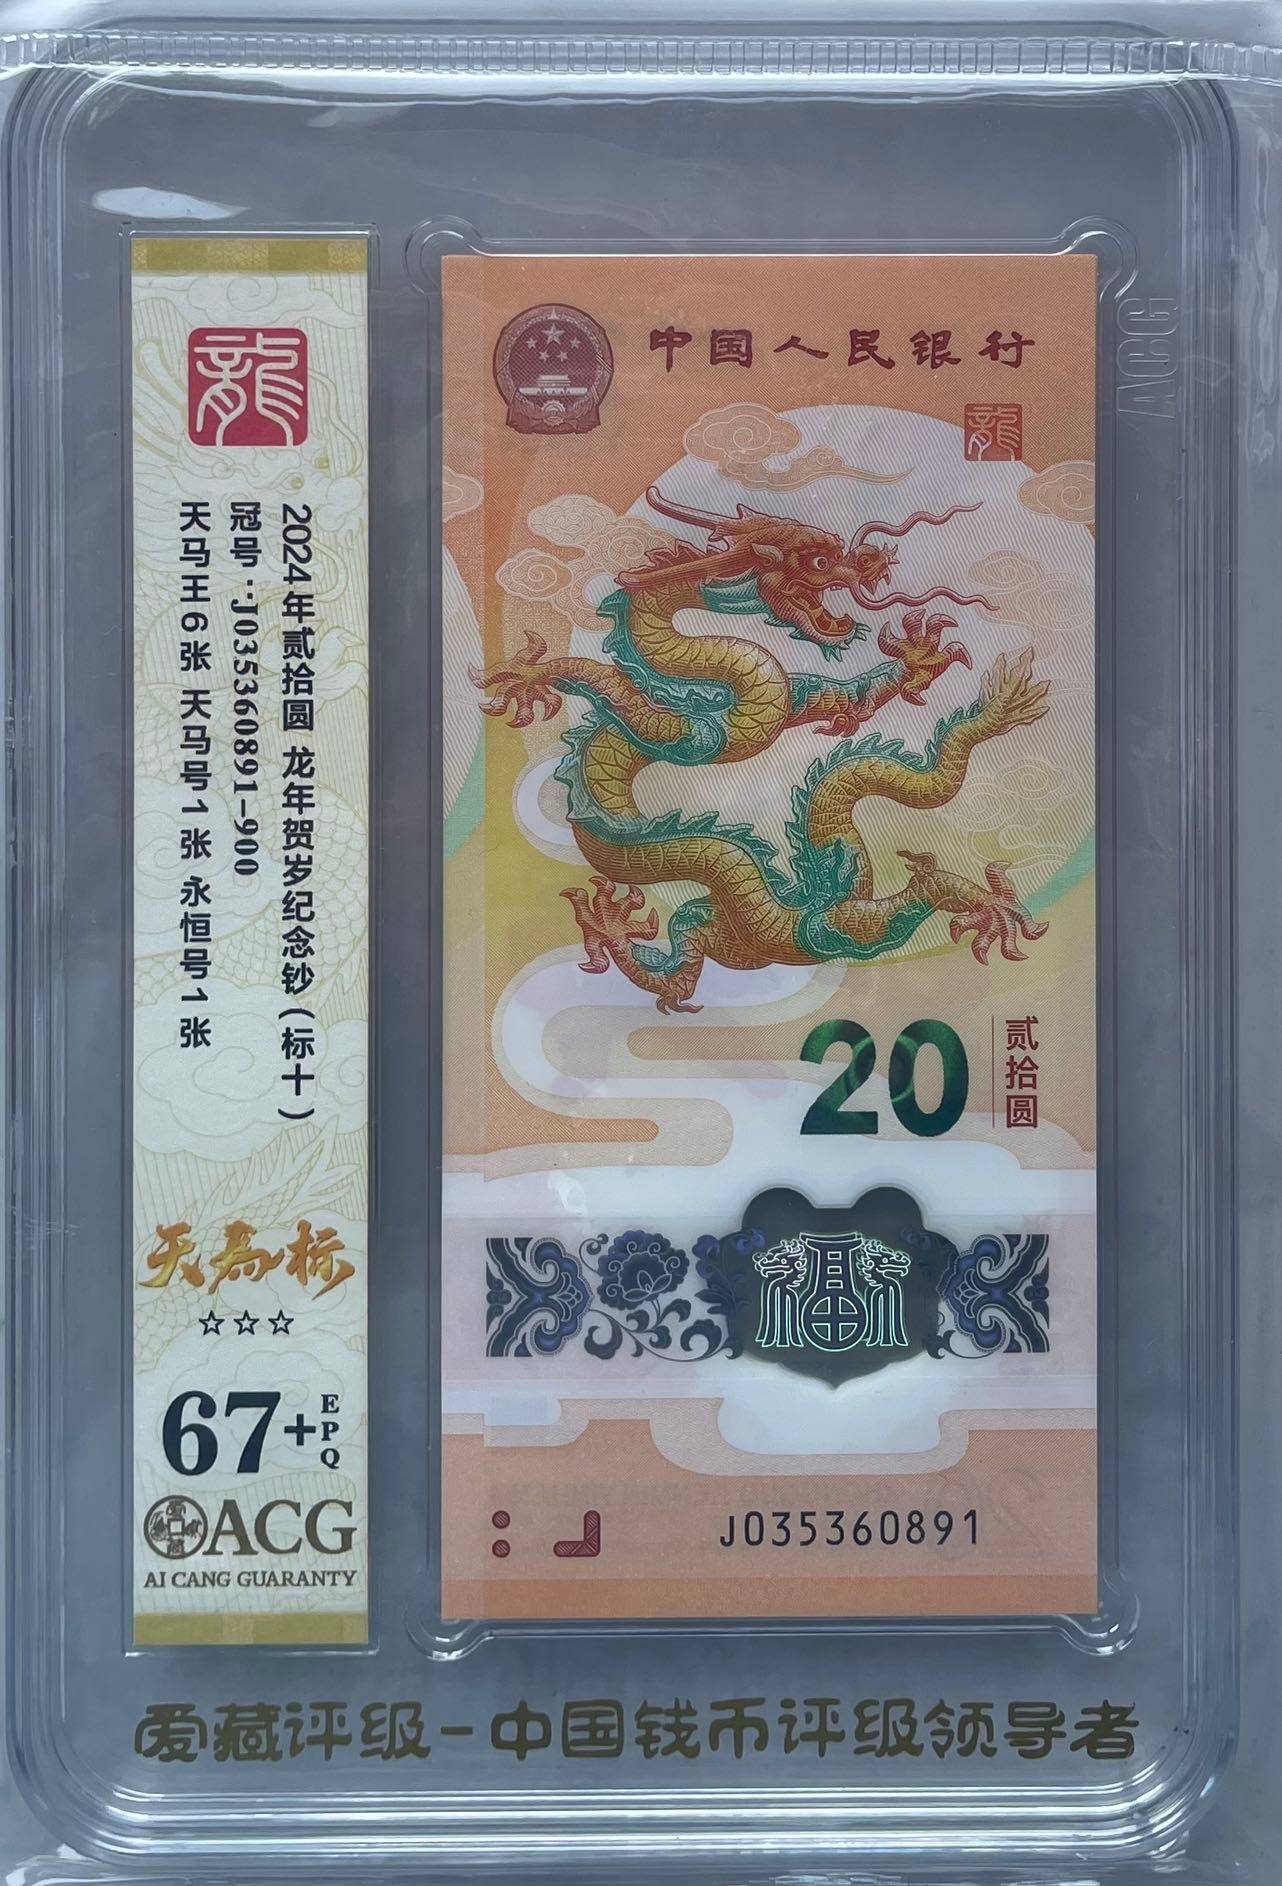 龍
2024年贰拾圆 龙年贺岁纪念钞(标十)
冠号:J035360891-900
天马王6张 天马号1张 永恒号1张
天马标
☆☆☆
67+EPQ
ACG
AI CANG GUARANTY
中国人民银行
龍
20
贰拾圆
福
J035360891
ACG
爱藏评级-中国钱币评级领导者